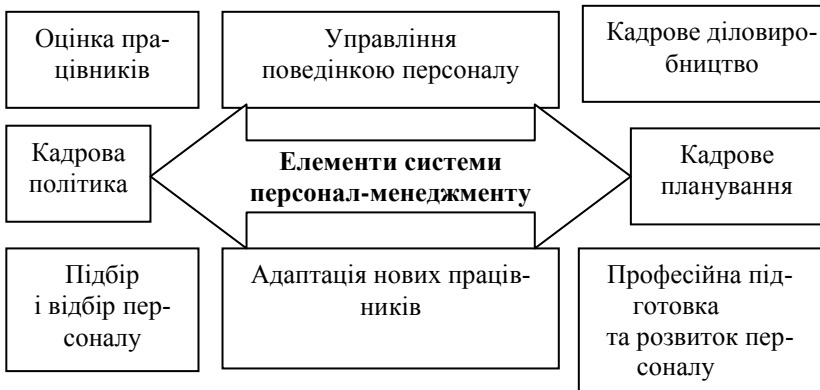 Оцінка пра-
цівників
Управління
поведінкою персоналу
Кадрове діловиро-
бництво
Кадрова
політика
Елементи системи
персонал-менеджменту
Кадрове
планування
Підбір
і відбір пер-
соналу
Адаптація нових праців-
ників
Професійна під-
готовка
та розвиток пер-
соналу